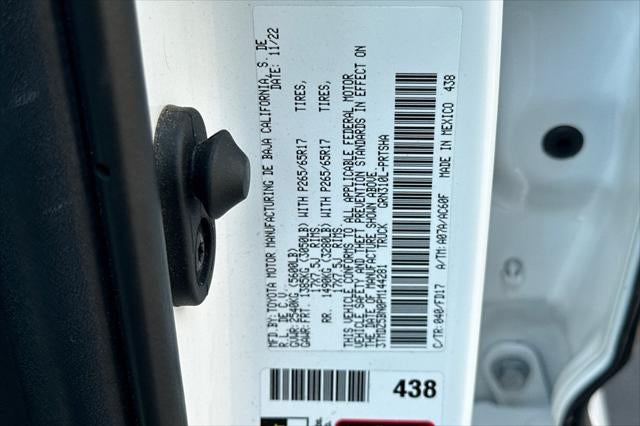 MFD.BY: TOYOTA MOTOR MANUFACTURING DE BAJA CALIFORNIA, S. DE
R.L. DE C.V. DATE: 11/22
GVWR: 2540KG (5600LB)
GAWR: FRT. 1385KG (3050LB) WITH P265/65R17 TIRES,
17X7.5J RIMS,
RR. 1490KG (3280LB) WITH P265/65R17 TIRES,
17X7.5J RIMS,
THIS VEHICLE CONFORMS TO ALL APPLICABLE FEDERAL MOTOR
VEHICLE SAFETY AND THEFT PREVENTION STANDARDS IN EFFECT ON
THE DATE OF MANUFACTURE SHOWN ABOVE.
TRUCK GRN310L-PRTSHA
C/TR: 040/FD17 A/TM: A07A/AC60F MADE IN MEXICO 438
438